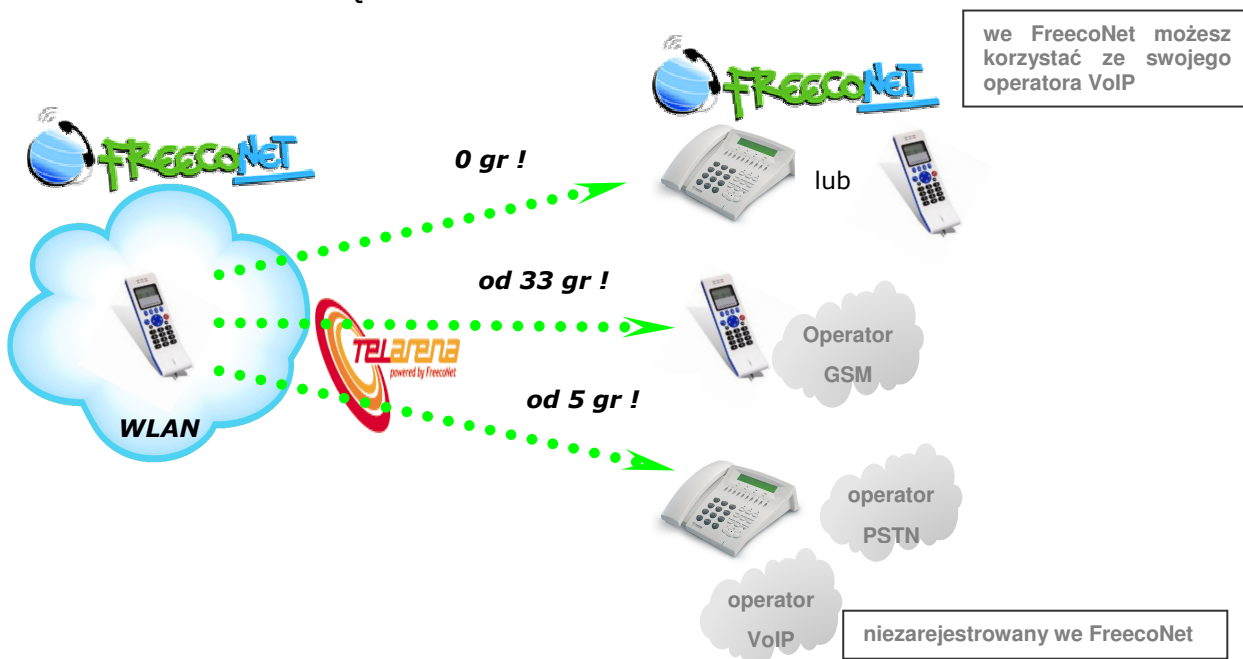 we FreecoNet możesz
korzystać ze swojego
operatora VoIP
FREECONET
FREECONET
0 gr !
lub
od 33 gr !
Operator
GSM
TELarena
powered by FreecoNet
od 5 gr !
WLAN
operator
PSTN
operator
VoIP
niezarejestrowany we FreecoNet